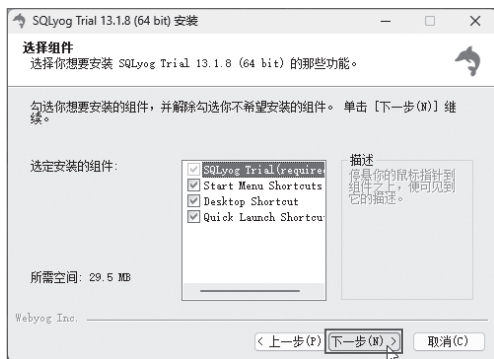 SQLyog Trial 13.1.8 (64 bit) 安装
选择组件
选择你想要安装 SQLyog Trial 13.1.8 (64 bit) 的那些功能。
勾选你想要安装的组件，并解除勾选你不希望安装的组件。 单击 [下一步(N)] 继
续。
选定安装的组件:
SQLyog Trial(require
Start Menu Shortcuts
Desktop Shortcut
Quick Launch Shortcu
描述
停悬你的鼠标指针到
组件之上，便可见到
它的描述。
所需空间: 29.5 MB
Webyog Inc.
< 上一步(P)
下一步(N) >
取消(C)